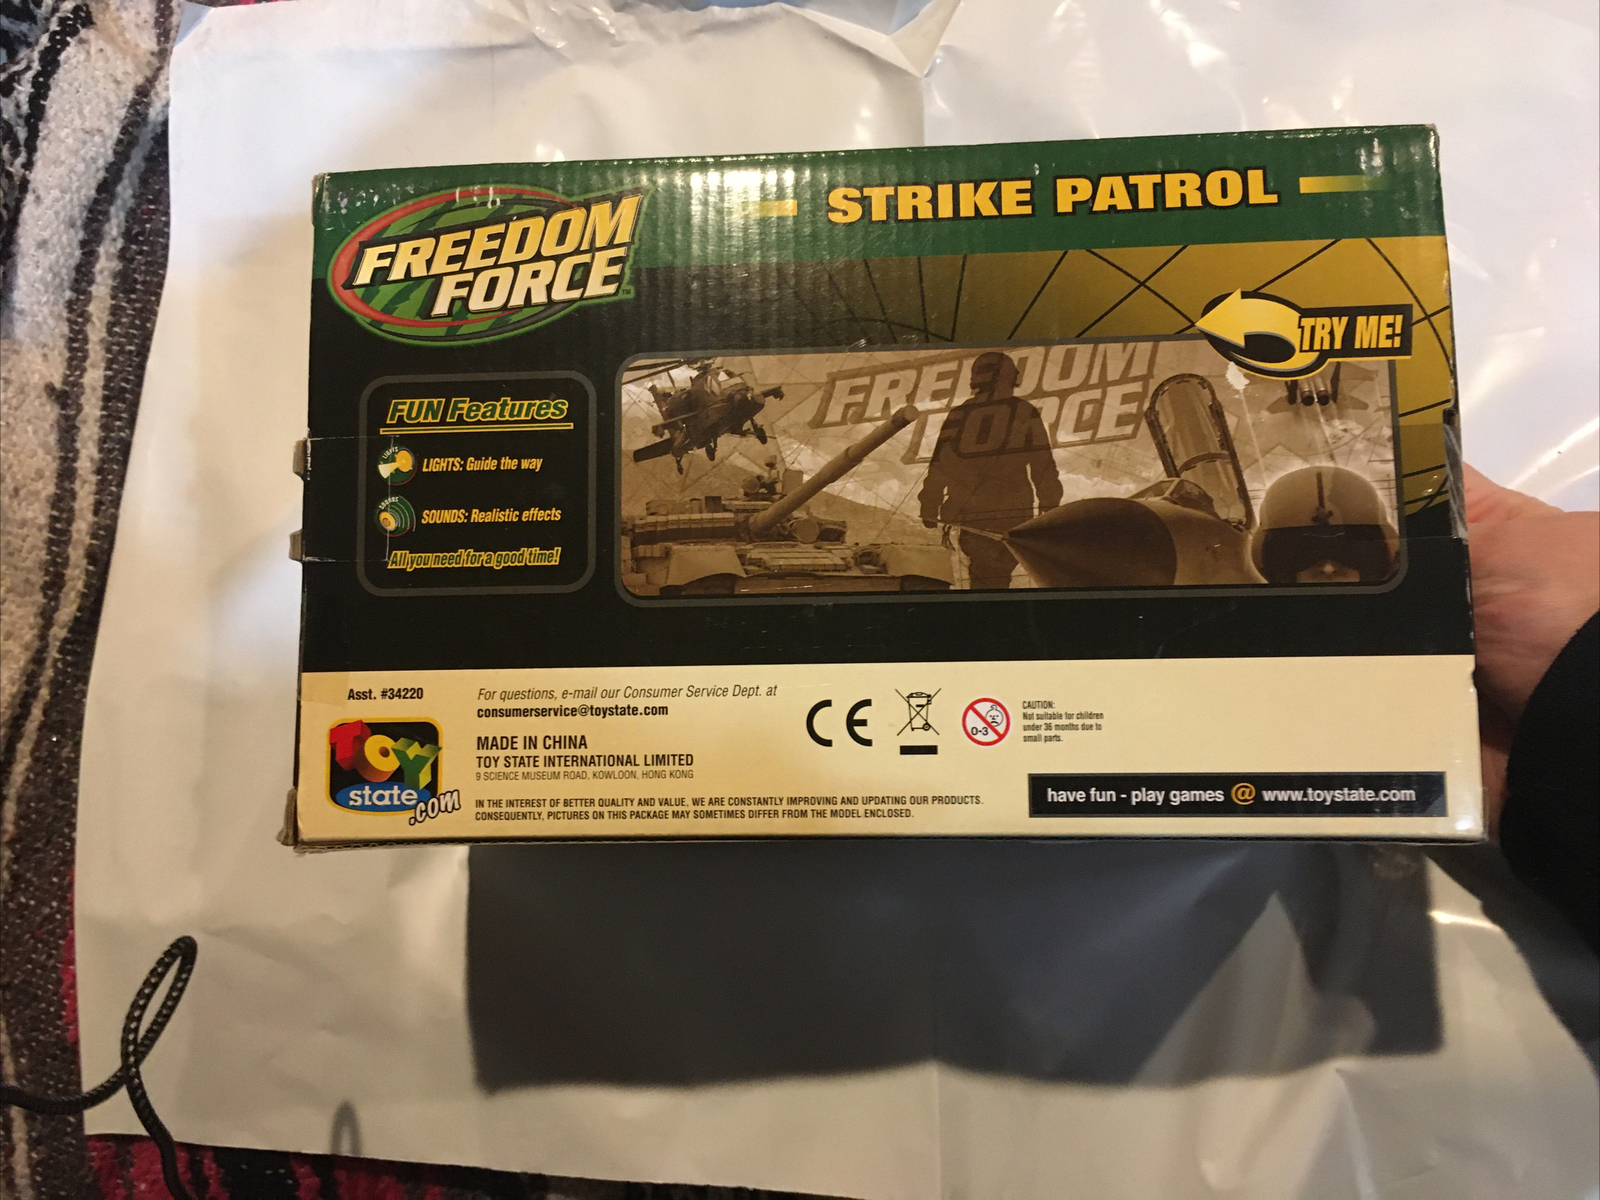 FREEDOM
FORCE™
STRIKE PATROL
TRY ME!
FREEDOM
FORCE
FUN Features
LIGHTS
LIGHTS: Guide the way
SOUNDS
SOUNDS: Realistic effects
All you need for a good time!
Asst. #34220
TOY
state
.com
For questions, e-mail our Consumer Service Dept. at
consumerservice@toystate.com
MADE IN CHINA
TOY STATE INTERNATIONAL LIMITED
9 SCIENCE MUSEUM ROAD, KOWLOON, HONG KONG
IN THE INTEREST OF BETTER QUALITY AND VALUE, WE ARE CONSTANTLY IMPROVING AND UPDATING OUR PRODUCTS.
CONSEQUENTLY, PICTURES ON THIS PACKAGE MAY SOMETIMES DIFFER FROM THE MODEL ENCLOSED.
CE
0-3
CAUTION:
Not suitable for children
under 36 months due to
small parts.
have fun - play games @ www.toystate.com